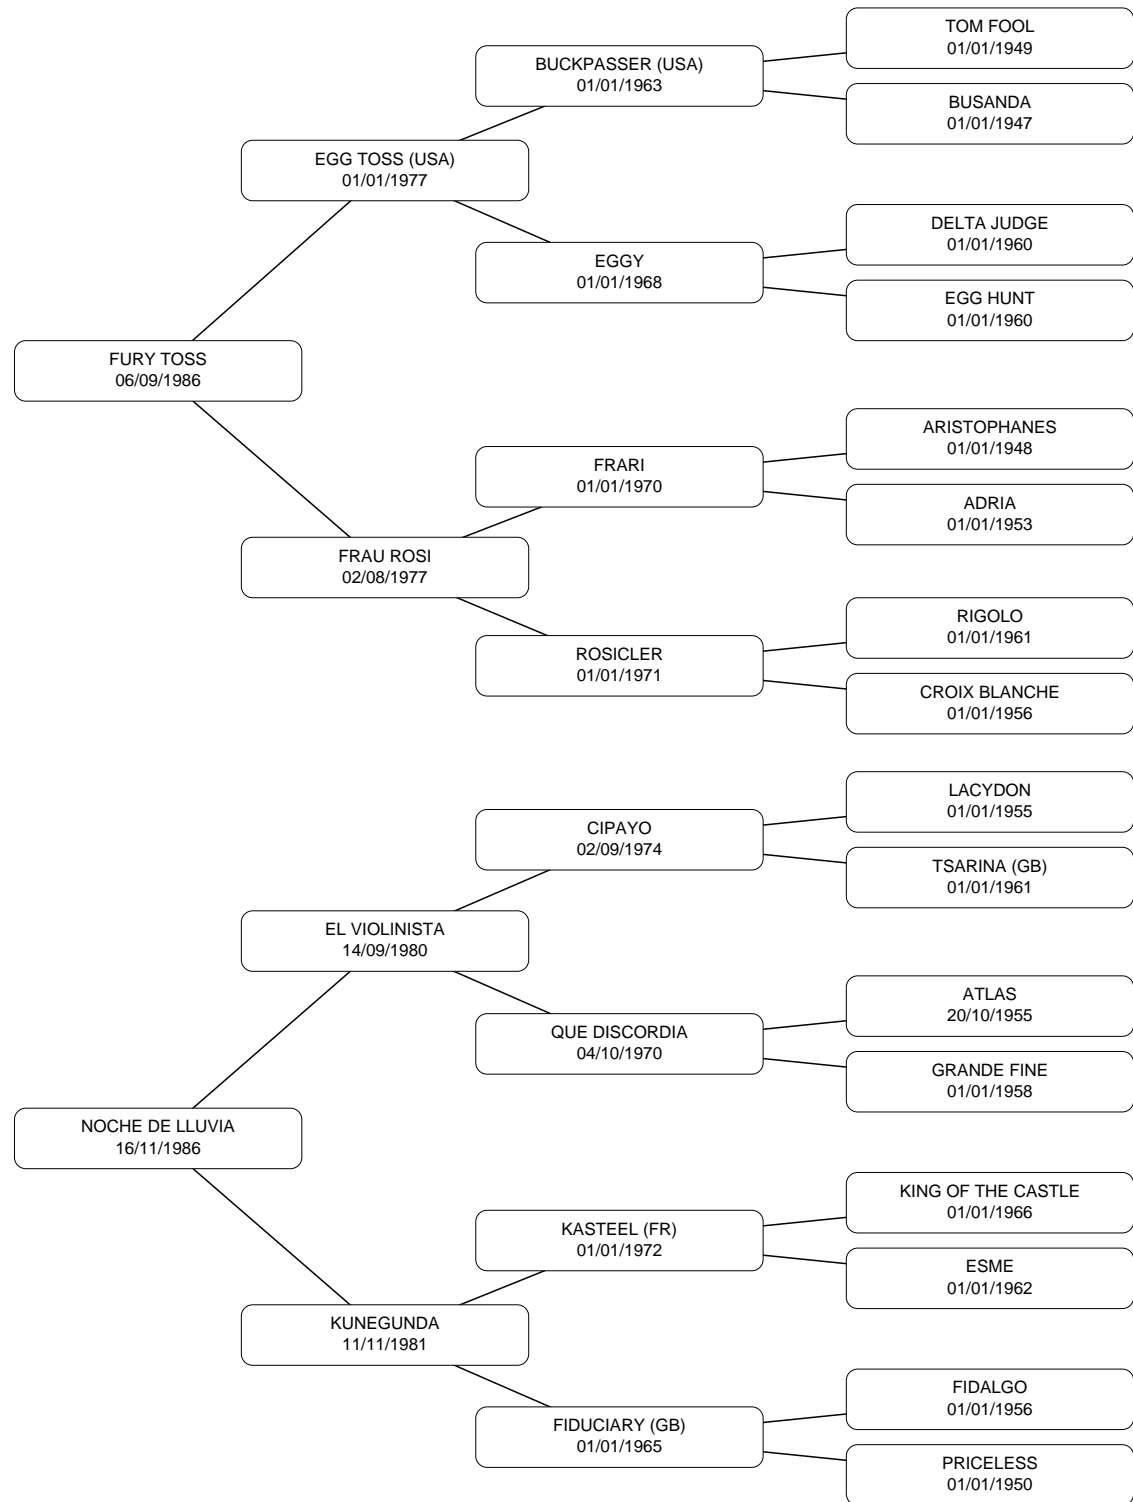 TOM FOOL
01/01/1949
BUCKPASSER (USA)
01/01/1963
BUSANDA
01/01/1947
EGG TOSS (USA)
01/01/1977
DELTA JUDGE
01/01/1960
EGGY
01/01/1968
EGG HUNT
01/01/1960
FURY TOSS
06/09/1986
ARISTOPHANES
01/01/1948
FRARI
01/01/1970
ADRIA
01/01/1953
FRAU ROSI
02/08/1977
RIGOLO
01/01/1961
ROSICLER
01/01/1971
CROIX BLANCHE
01/01/1956
LACYDON
01/01/1955
CIPAYO
02/09/1974
TSARINA (GB)
01/01/1961
EL VIOLINISTA
14/09/1980
ATLAS
20/10/1955
QUE DISCORDIA
04/10/1970
GRANDE FINE
01/01/1958
NOCHE DE LLUVIA
16/11/1986
KING OF THE CASTLE
01/01/1966
KASTEEL (FR)
01/01/1972
ESME
01/01/1962
KUNEGUNDA
11/11/1981
FIDALGO
01/01/1956
FIDUCIARY (GB)
01/01/1965
PRICELESS
01/01/1950